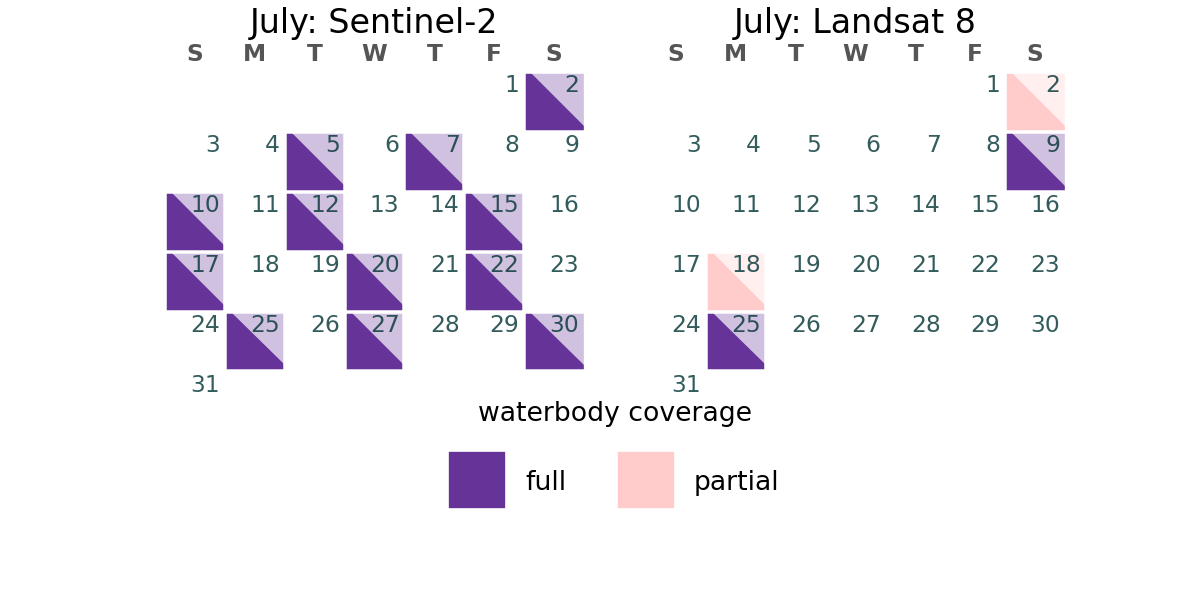 July: Sentinel-2
S M T W T F S
1 2
3 4 5 6 7 8 9
10 11 12 13 14 15 16
17 18 19 20 21 22 23
24 25 26 27 28 29 30
31
July: Landsat 8
S M T W T F S
1 2
3 4 5 6 7 8 9
10 11 12 13 14 15 16
17 18 19 20 21 22 23
24 25 26 27 28 29 30
31
waterbody coverage
full partial